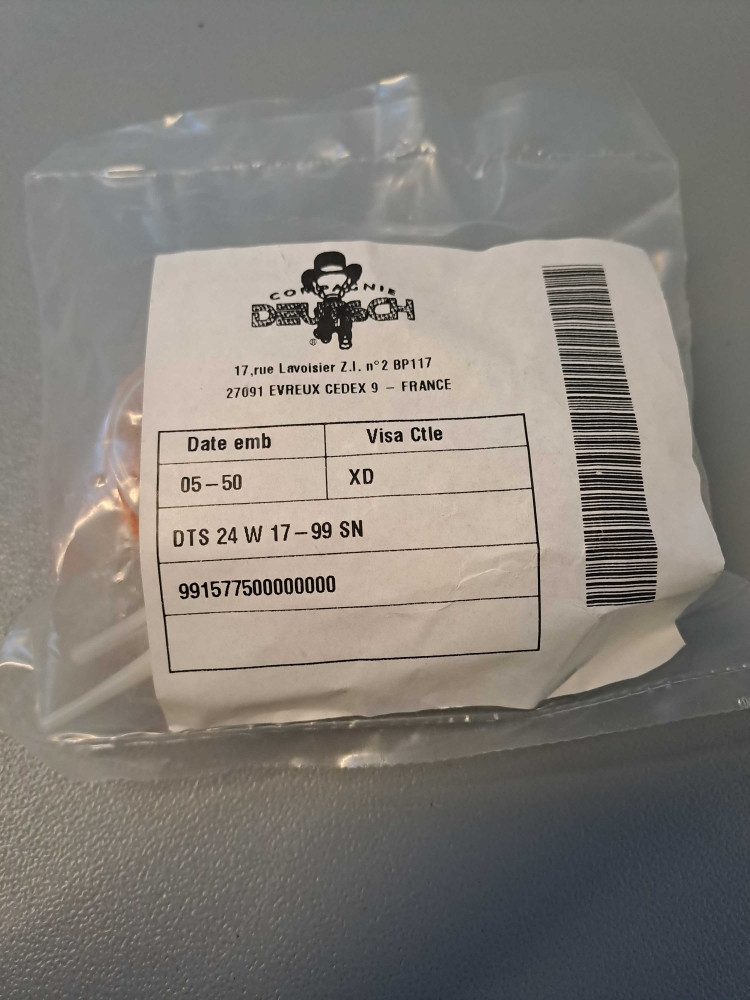 COMPAGNIE
DEUTSCH
®
17,rue Lavoisier Z.I. n°2 BP117
27091 EVREUX CEDEX 9 – FRANCE
Date emb Visa Ctle
05–50 XD
DTS 24 W 17–99 SN
991577500000000